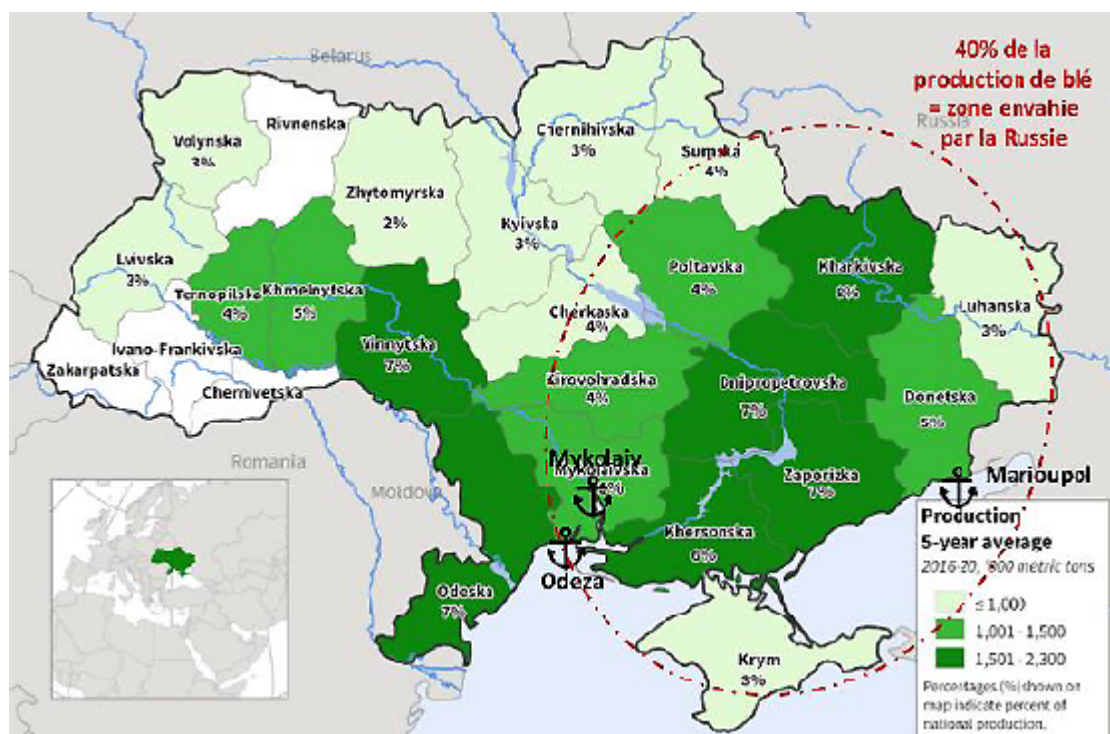 Belarus
40% de la
production de blé
= zone envahie
par la Russie
Russia
Volynska
Rivnenska
Chernihivska
3%
Sumska
4%
Zhytomyrska
2%
Kyivska
3%
Lvivska
3%
Ternopilska
4%
Khmelnytska
5%
Poltavska
4%
Kharkivska
Luhanska
3%
Cherkaska
4%
Vinnytska
7%
Ivano-Frankivska
Zakarpatska
Chernivetska
Kirovohradska
4%
Dnipropetrovska
7%
Donetska
5%
Romania
Moldova
Mykolaiv
Mykolaivska
Zaporizka
7%
Marioupol
Khersonska
Odeza
Odeska
7%
Krym
3%
Production
5-year average
2016-20, '000 metric tons
≤ 1,000
1,001 - 1,500
1,501 - 2,300
Percentages (%) shown on
map indicate percent of
national production.